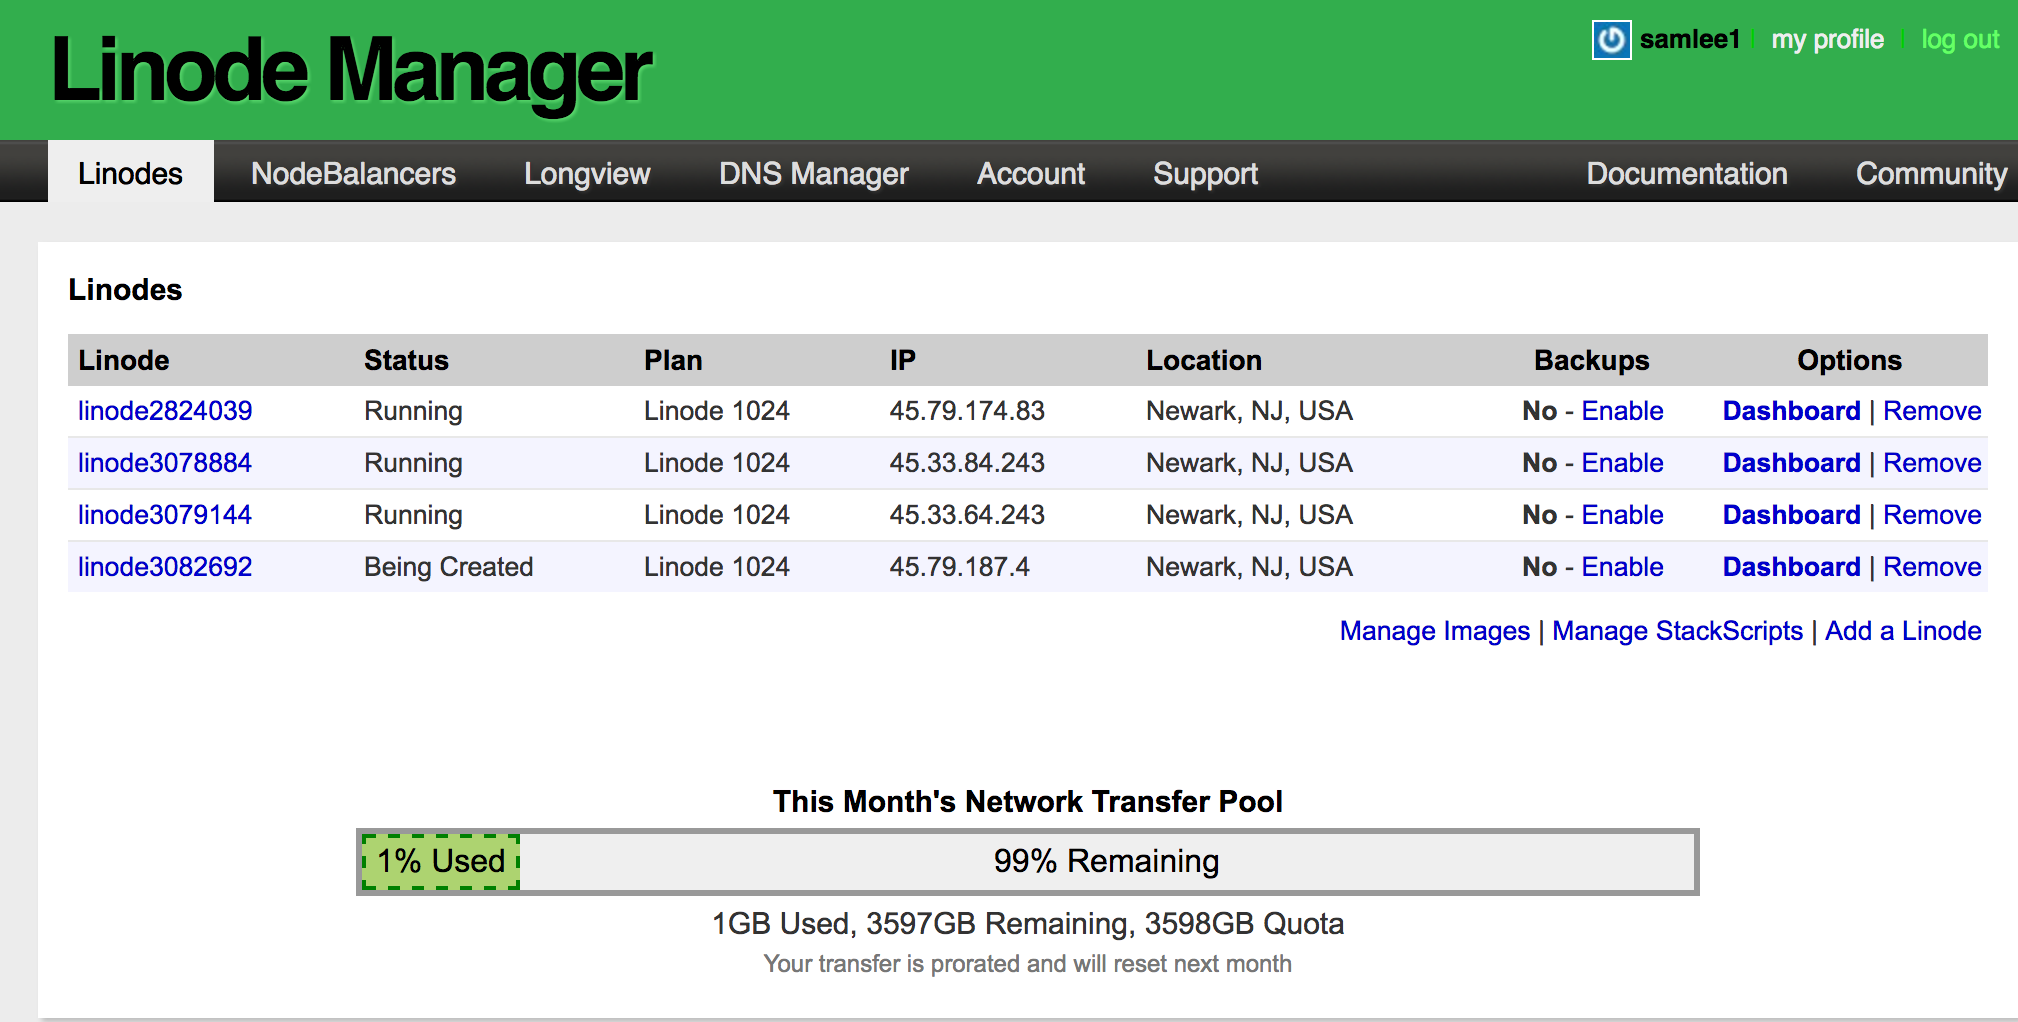 Linode Manager
samlee1 | my profile | log out
Linodes NodeBalancers Longview DNS Manager Account Support Documentation Community
Linodes
Linode Status Plan IP Location Backups Options
linode2824039 Running Linode 1024 45.79.174.83 Newark, NJ, USA No - Enable Dashboard | Remove
linode3078884 Running Linode 1024 45.33.84.243 Newark, NJ, USA No - Enable Dashboard | Remove
linode3079144 Running Linode 1024 45.33.64.243 Newark, NJ, USA No - Enable Dashboard | Remove
linode3082692 Being Created Linode 1024 45.79.187.4 Newark, NJ, USA No - Enable Dashboard | Remove
Manage Images | Manage StackScripts | Add a Linode
This Month's Network Transfer Pool
1% Used 99% Remaining
1GB Used, 3597GB Remaining, 3598GB Quota
Your transfer is prorated and will reset next month